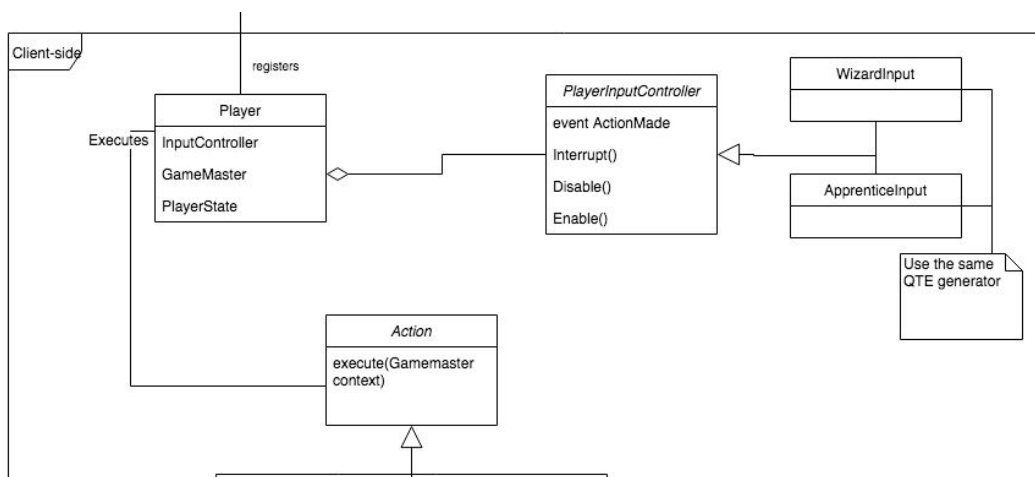 Client-side
registers
Player
InputController
GameMaster
PlayerState
Executes
PlayerInputController
event ActionMade
Interrupt()
Disable()
Enable()
WizardInput
ApprenticeInput
Use the same
QTE generator
Action
execute(Gamemaster
context)